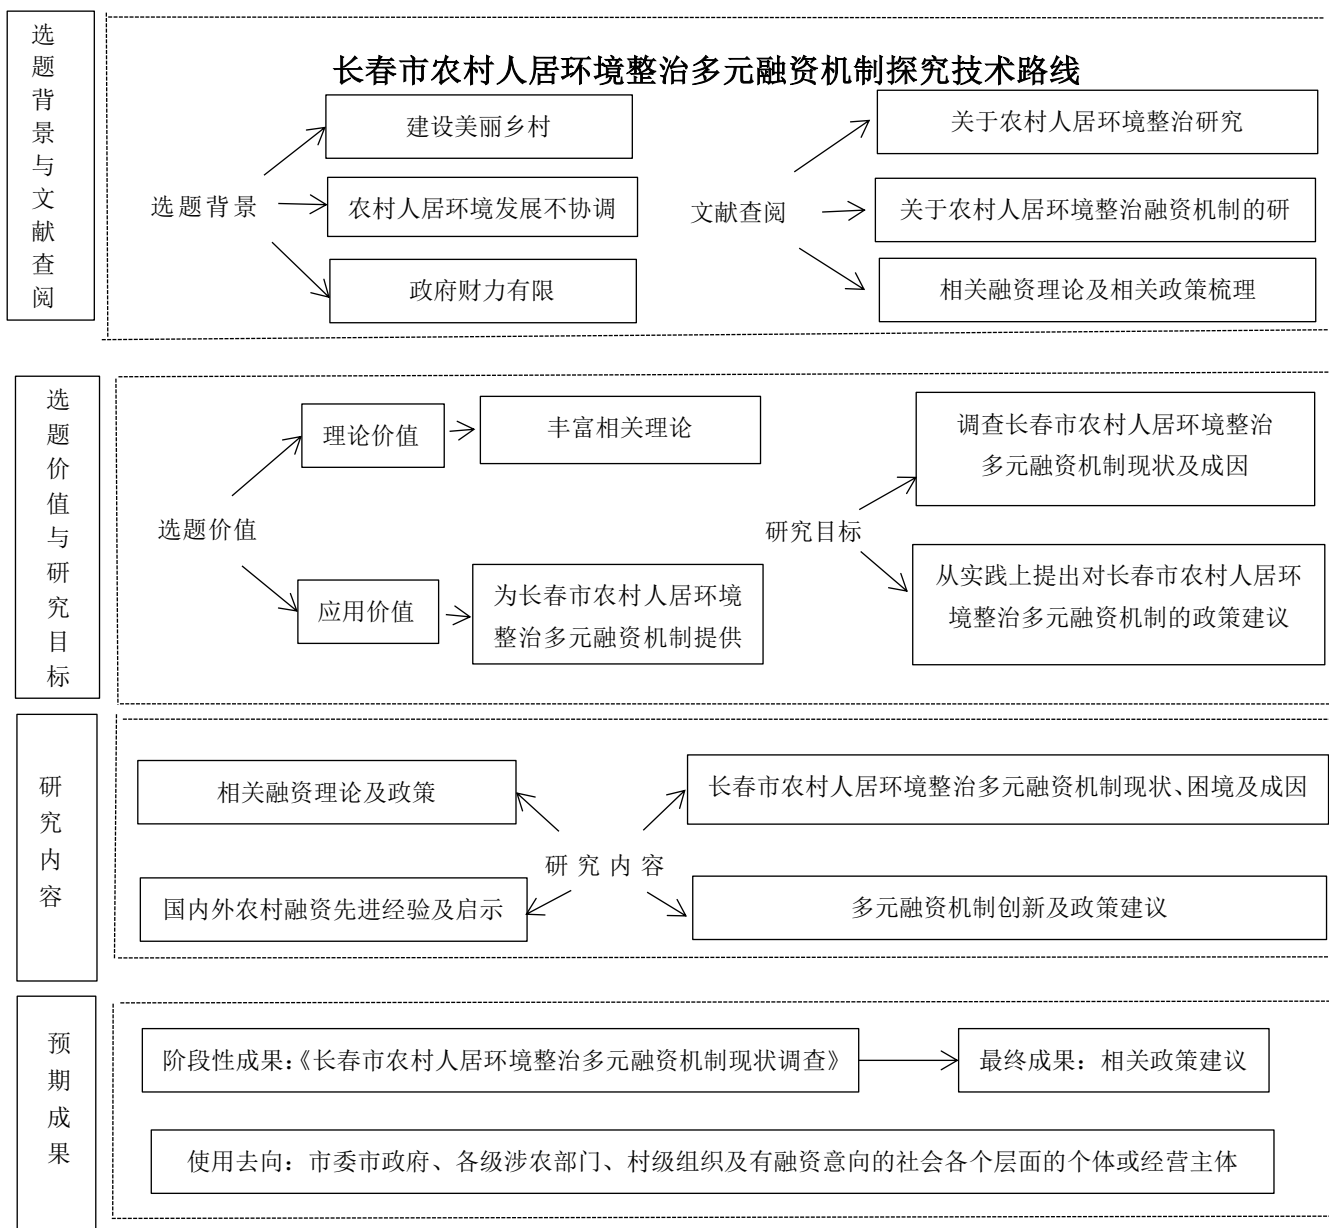 长春市农村人居环境整治多元融资机制探究技术路线
选题背景与文献查阅
选题背景
建设美丽乡村
农村人居环境发展不协调
政府财力有限
文献查阅
关于农村人居环境整治研究
关于农村人居环境整治融资机制的研
相关融资理论及相关政策梳理
选题价值与研究目标
选题价值
理论价值
丰富相关理论
应用价值
为长春市农村人居环境
整治多元融资机制提供
研究目标
调查长春市农村人居环境整治
多元融资机制现状及成因
从实践上提出对长春市农村人居环
境整治多元融资机制的政策建议
研究内容
研究内容
相关融资理论及政策
国内外农村融资先进经验及启示
长春市农村人居环境整治多元融资机制现状、困境及成因
多元融资机制创新及政策建议
预期成果
阶段性成果：《长春市农村人居环境整治多元融资机制现状调查》
最终成果：相关政策建议
使用去向：市委市政府、各级涉农部门、村级组织及有融资意向的社会各个层面的个体或经营主体